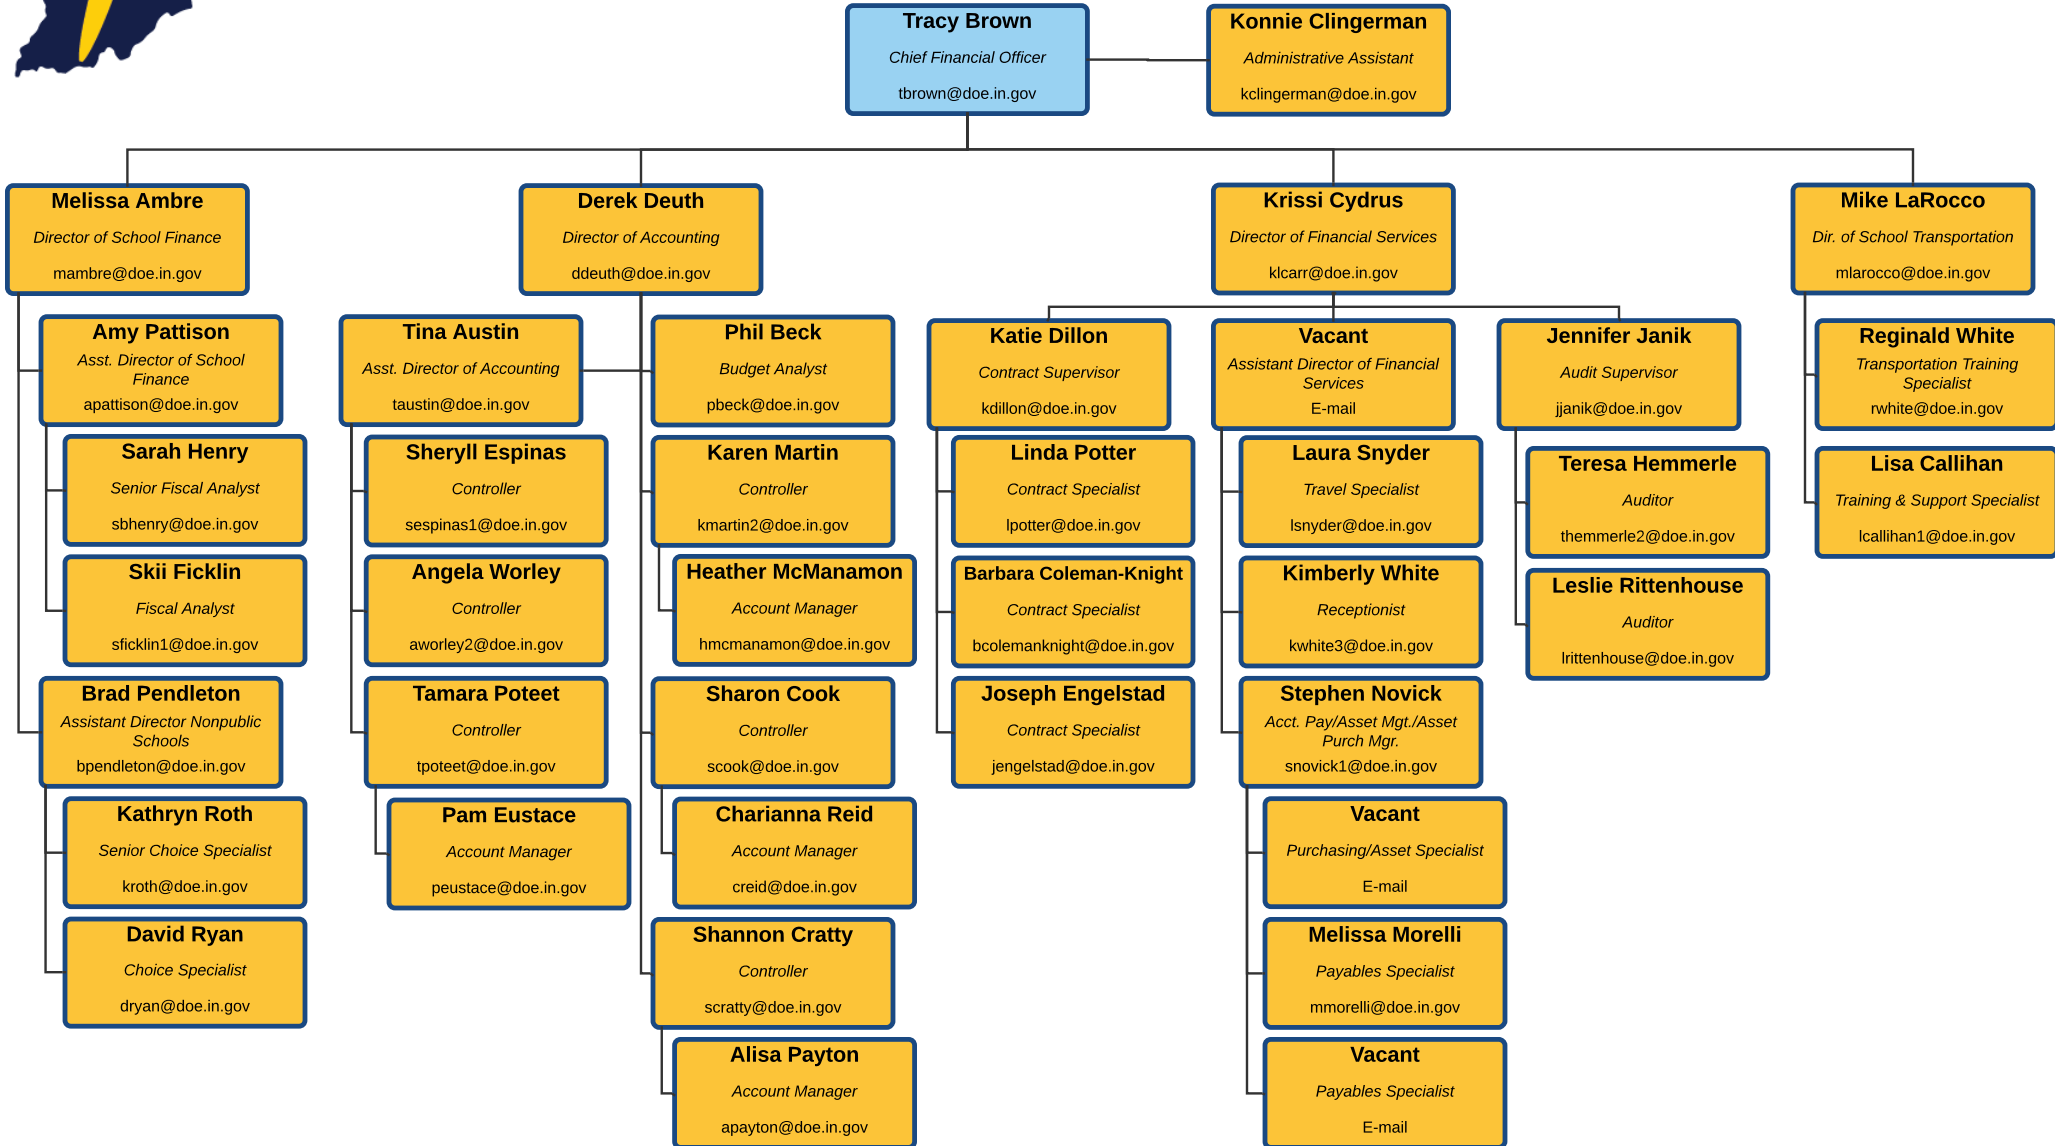 Tracy Brown
Chief Financial Officer
tbrown@doe.in.gov
Konnie Clingerman
Administrative Assistant
kclingerman@doe.in.gov
Melissa Ambre
Director of School Finance
mambre@doe.in.gov
Derek Deuth
Director of Accounting
ddeuth@doe.in.gov
Krissi Cydrus
Director of Financial Services
klcarr@doe.in.gov
Mike LaRocco
Dir. of School Transportation
mlarocco@doe.in.gov
Amy Pattison
Asst. Director of School
Finance
apattison@doe.in.gov
Sarah Henry
Senior Fiscal Analyst
sbhenry@doe.in.gov
Skii Ficklin
Fiscal Analyst
sficklin1@doe.in.gov
Brad Pendleton
Assistant Director Nonpublic
Schools
bpendleton@doe.in.gov
Kathryn Roth
Senior Choice Specialist
kroth@doe.in.gov
David Ryan
Choice Specialist
dryan@doe.in.gov
Tina Austin
Asst. Director of Accounting
taustin@doe.in.gov
Sheryll Espinas
Controller
sespinas1@doe.in.gov
Angela Worley
Controller
aworley2@doe.in.gov
Tamara Poteet
Controller
tpoteet@doe.in.gov
Pam Eustace
Account Manager
peustace@doe.in.gov
Phil Beck
Budget Analyst
pbeck@doe.in.gov
Karen Martin
Controller
kmartin2@doe.in.gov
Heather McManamon
Account Manager
hmcmanamon@doe.in.gov
Sharon Cook
Controller
scook@doe.in.gov
Charianna Reid
Account Manager
creid@doe.in.gov
Shannon Cratty
Controller
scratty@doe.in.gov
Alisa Payton
Account Manager
apayton@doe.in.gov
Katie Dillon
Contract Supervisor
kdillon@doe.in.gov
Linda Potter
Contract Specialist
lpotter@doe.in.gov
Barbara Coleman-Knight
Contract Specialist
bcolemanknight@doe.in.gov
Joseph Engelstad
Contract Specialist
jengelstad@doe.in.gov
Vacant
Assistant Director of Financial
Services
E-mail
Laura Snyder
Travel Specialist
lsnyder@doe.in.gov
Kimberly White
Receptionist
kwhite3@doe.in.gov
Stephen Novick
Acct. Pay/Asset Mgt./Asset
Purch Mgr.
snovick1@doe.in.gov
Vacant
Purchasing/Asset Specialist
E-mail
Melissa Morelli
Payables Specialist
mmorelli@doe.in.gov
Vacant
Payables Specialist
E-mail
Jennifer Janik
Audit Supervisor
jjanik@doe.in.gov
Teresa Hemmerle
Auditor
themmerle2@doe.in.gov
Leslie Rittenhouse
Auditor
lrittenhouse@doe.in.gov
Reginald White
Transportation Training
Specialist
rwhite@doe.in.gov
Lisa Callihan
Training & Support Specialist
lcallihan1@doe.in.gov